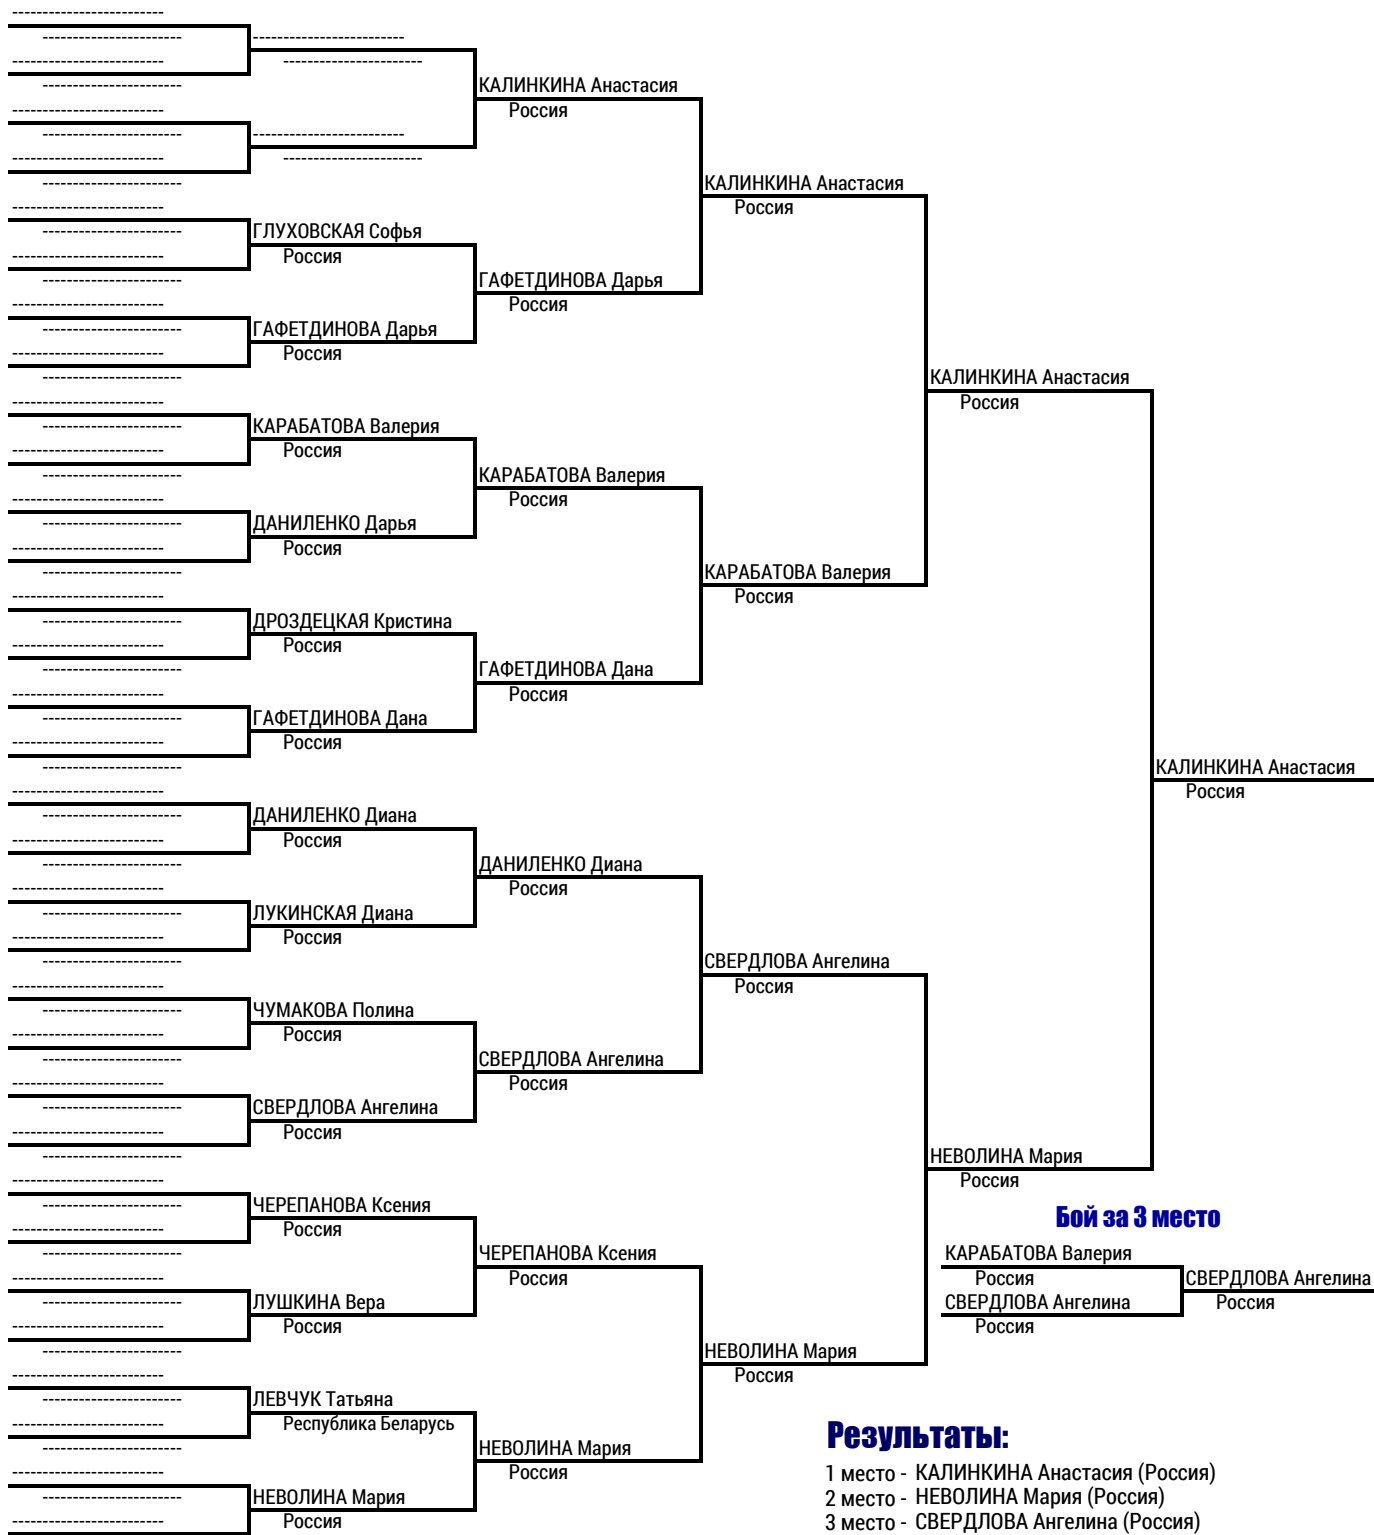 КАЛИНКИНА Анастасия
Россия
КАЛИНКИНА Анастасия
Россия
ГЛУХОВСКАЯ Софья
Россия
ГАФЕТДИНОВА Дарья
Россия
ГАФЕТДИНОВА Дарья
Россия
КАЛИНКИНА Анастасия
Россия
КАРАБАТОВА Валерия
Россия
КАРАБАТОВА Валерия
Россия
ДАНИЛЕНКО Дарья
Россия
КАРАБАТОВА Валерия
Россия
ДРОЗДЕЦКАЯ Кристина
Россия
ГАФЕТДИНОВА Дана
Россия
ГАФЕТДИНОВА Дана
Россия
КАЛИНКИНА Анастасия
Россия
ДАНИЛЕНКО Диана
Россия
ДАНИЛЕНКО Диана
Россия
ЛУКИНСКАЯ Диана
Россия
СВЕРДЛОВА Ангелина
Россия
ЧУМАКОВА Полина
Россия
СВЕРДЛОВА Ангелина
Россия
СВЕРДЛОВА Ангелина
Россия
НЕВОЛИНА Мария
Россия
ЧЕРЕПАНОВА Ксения
Россия
ЧЕРЕПАНОВА Ксения
Россия
ЛУШКИНА Вера
Россия
Бой за 3 место
КАРАБАТОВА Валерия
Россия
СВЕРДЛОВА Ангелина
Россия
СВЕРДЛОВА Ангелина
Россия
НЕВОЛИНА Мария
Россия
ЛЕВЧУК Татьяна
Республика Беларусь
НЕВОЛИНА Мария
Россия
НЕВОЛИНА Мария
Россия
Результаты:
1 место - КАЛИНКИНА Анастасия (Россия)
2 место - НЕВОЛИНА Мария (Россия)
3 место - СВЕРДЛОВА Ангелина (Россия)